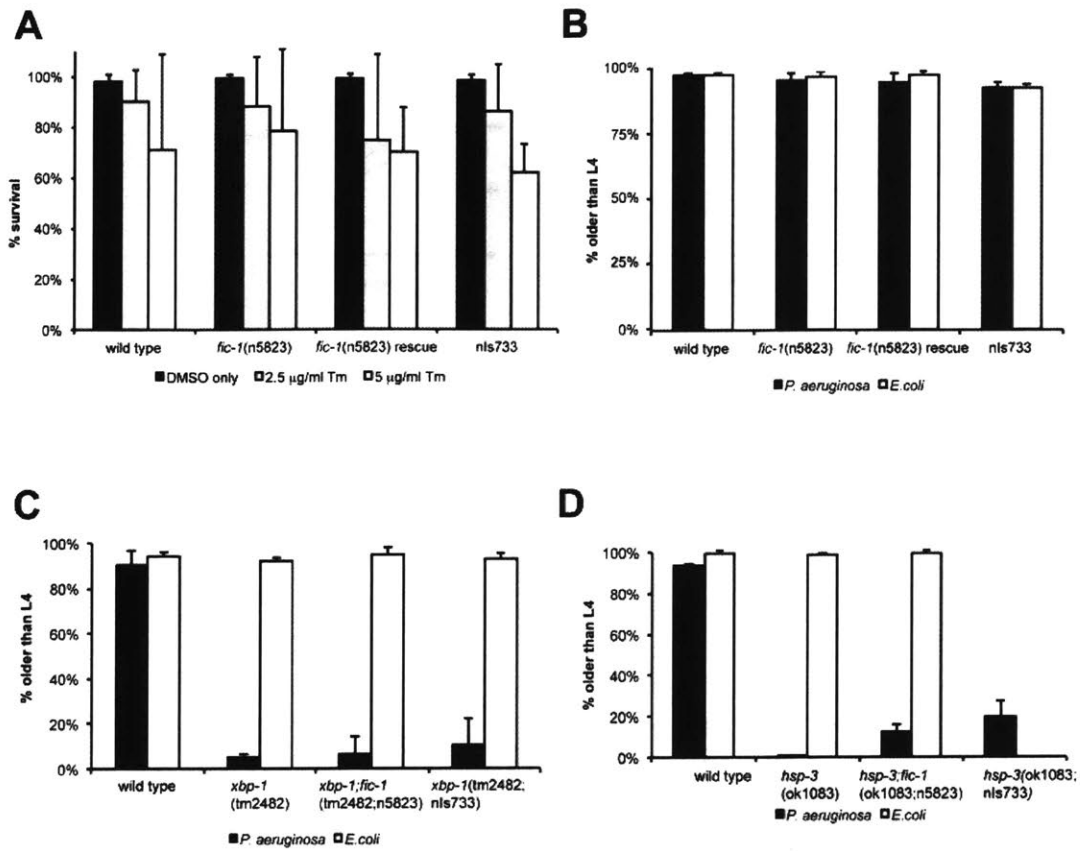 A
% survival
100%
80%
60%
40%
20%
0%
wild type
fic-1(n5823)
fic-1(n5823) rescue
nIs733
DMSO only
2.5 µg/ml Tm
5 µg/ml Tm
B
% older than L4
100%
75%
50%
25%
0%
wild type
fic-1(n5823)
fic-1(n5823) rescue
nIs733
P. aeruginosa
E.coli
C
% older than L4
100%
80%
60%
40%
20%
0%
wild type
xbp-1
(tm2482)
xbp-1;fic-1
(tm2482;n5823)
xbp-1(tm2482;
nIs733)
P. aeruginosa
E.coli
D
% older than L4
100%
80%
60%
40%
20%
0%
wild type
hsp-3
(ok1083)
hsp-3;fic-1
(ok1083;n5823)
hsp-3(ok1083;
nIs733)
P. aeruginosa
E.coli